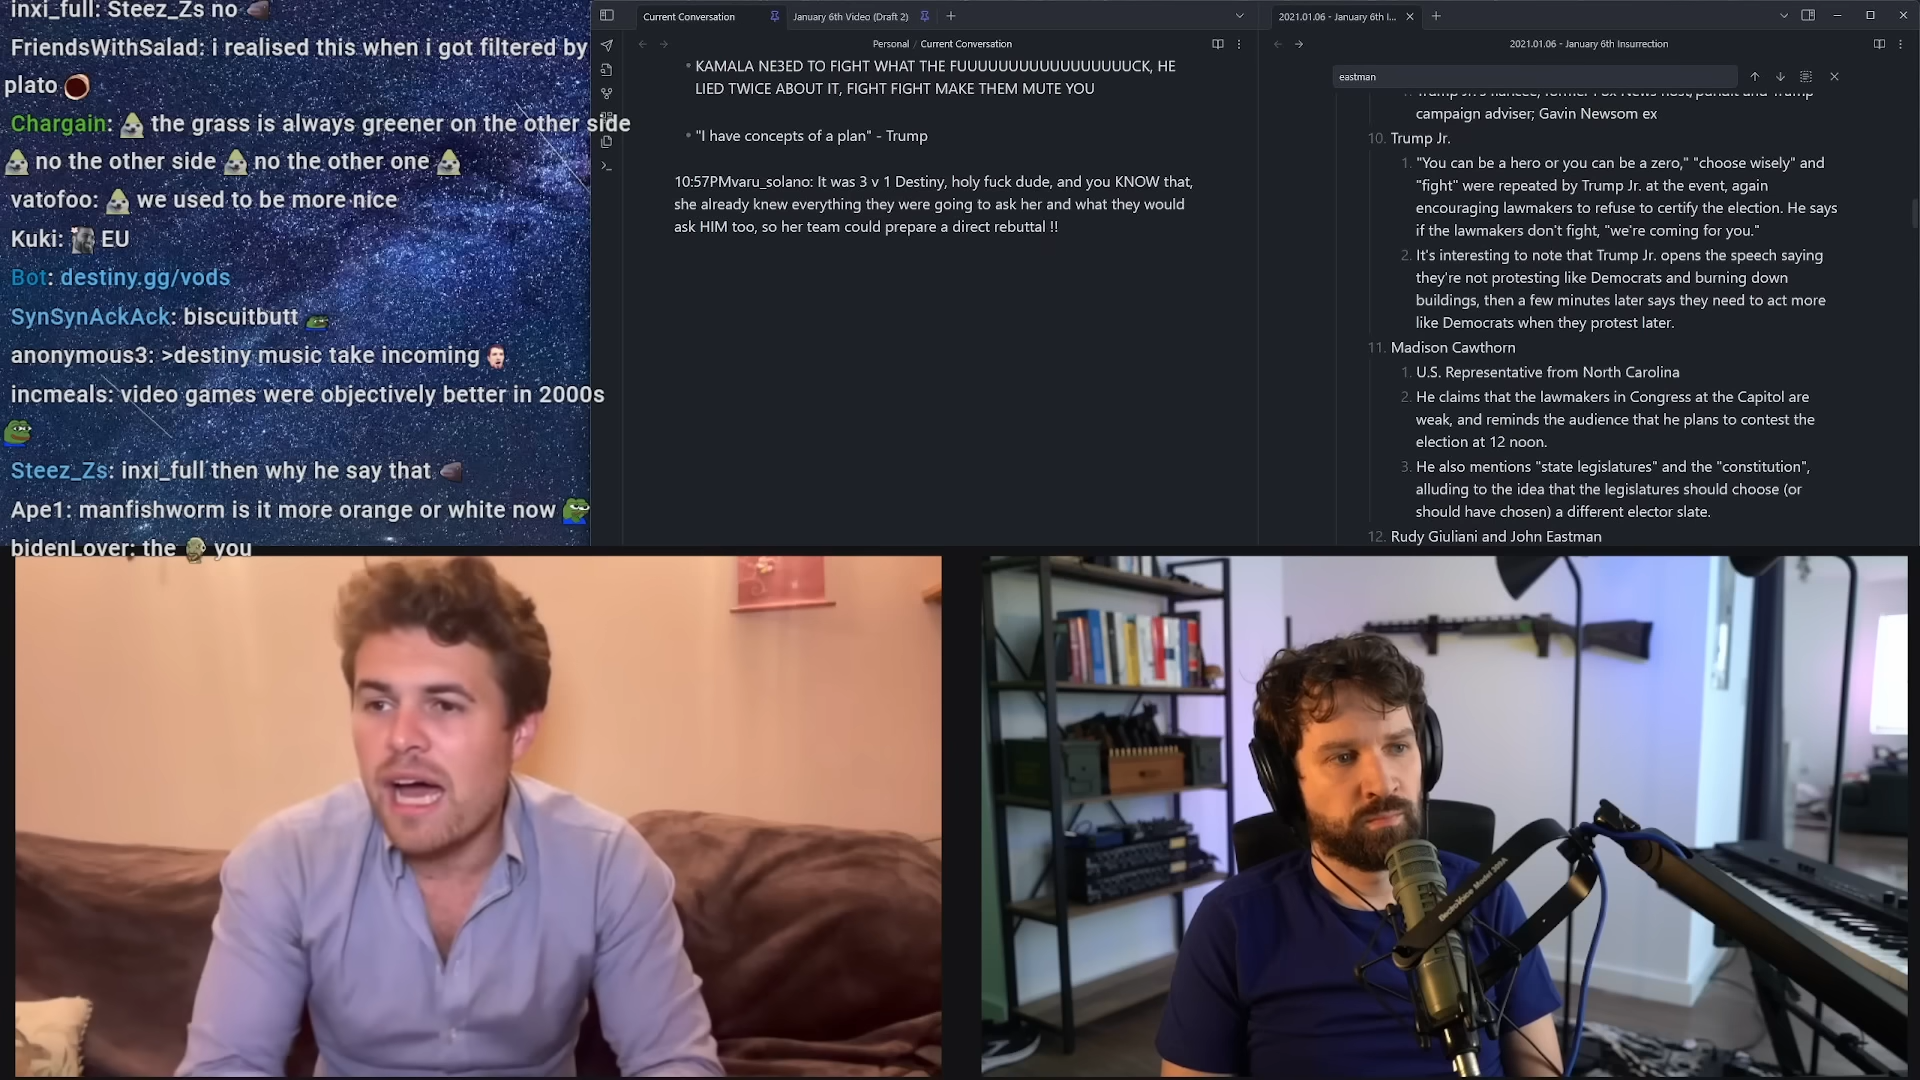 inxi_full: Steez_Zs no
FriendsWithSalad: i realised this when i got filtered by
plato
Chargain: the grass is always greener on the other side
no the other side no the other one
vatofoo: we used to be more nice
Kuki: EU
Bot: destiny.gg/vods
SynSynAckAck: biscuitbutt
anonymous3: >destiny music take incoming
incmeals: video games were objectively better in 2000s
Steez_Zs: inxi_full then why he say that
Ape1: manfishworm is it more orange or white now
bidenLover: the you
Current Conversation
January 6th Video (Draft 2)
Personal / Current Conversation
• KAMALA NE3ED TO FIGHT WHAT THE FUUUUUUUUUUUUUUUUUCK, HE
LIED TWICE ABOUT IT, FIGHT FIGHT MAKE THEM MUTE YOU
• "I have concepts of a plan" - Trump
10:57PMvaru_solano: It was 3 v 1 Destiny, holy fuck dude, and you KNOW that,
she already knew everything they were going to ask her and what they would
ask HIM too, so her team could prepare a direct rebuttal !!
2021.01.06 - January 6th I...
2021.01.06 - January 6th Insurrection
eastman
1. Trump Jr.'s fiancée, former Fox News host/pundit and Trump
campaign adviser; Gavin Newsom ex
10. Trump Jr.
1. "You can be a hero or you can be a zero," "choose wisely" and
"fight" were repeated by Trump Jr. at the event, again
encouraging lawmakers to refuse to certify the election. He says
if the lawmakers don't fight, "we're coming for you."
2. It's interesting to note that Trump Jr. opens the speech saying
they're not protesting like Democrats and burning down
buildings, then a few minutes later says they need to act more
like Democrats when they protest later.
11. Madison Cawthorn
1. U.S. Representative from North Carolina
2. He claims that the lawmakers in Congress at the Capitol are
weak, and reminds the audience that he plans to contest the
election at 12 noon.
3. He also mentions "state legislatures" and the "constitution",
alluding to the idea that the legislatures should choose (or
should have chosen) a different elector slate.
12. Rudy Giuliani and John Eastman
ElectroVoice Model 309A